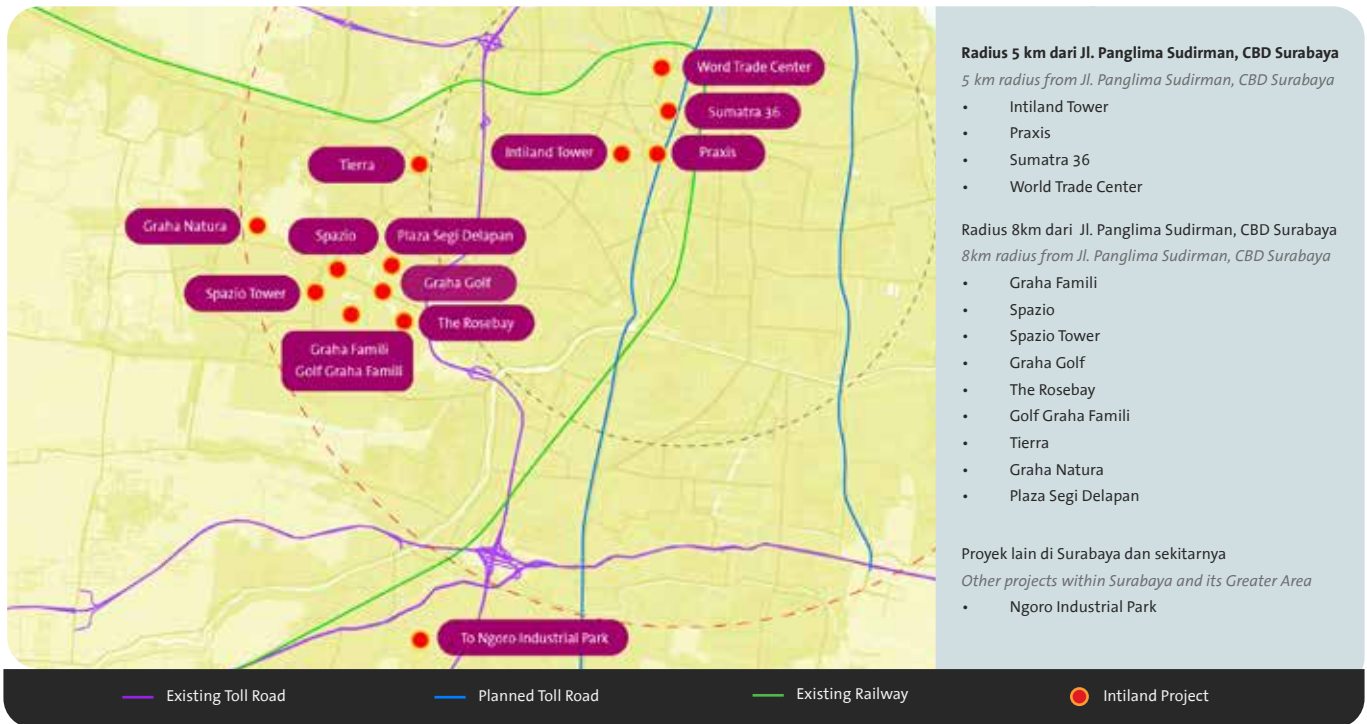 Word Trade Center
Sumatra 36
Intiland Tower
Praxis
Tierra
Graha Natura
Spazio
Plaza Segi Delapan
Spazio Tower
Graha Golf
The Rosebay
Graha Famili
Golf Graha Famili
To Ngoro Industrial Park
Radius 5 km dari Jl. Panglima Sudirman, CBD Surabaya
5 km radius from Jl. Panglima Sudirman, CBD Surabaya
• Intiland Tower
• Praxis
• Sumatra 36
• World Trade Center
Radius 8km dari Jl. Panglima Sudirman, CBD Surabaya
8km radius from Jl. Panglima Sudirman, CBD Surabaya
• Graha Famili
• Spazio
• Spazio Tower
• Graha Golf
• The Rosebay
• Golf Graha Famili
• Tierra
• Graha Natura
• Plaza Segi Delapan
Proyek lain di Surabaya dan sekitarnya
Other projects within Surabaya and its Greater Area
• Ngoro Industrial Park
Existing Toll Road
Planned Toll Road
Existing Railway
Intiland Project